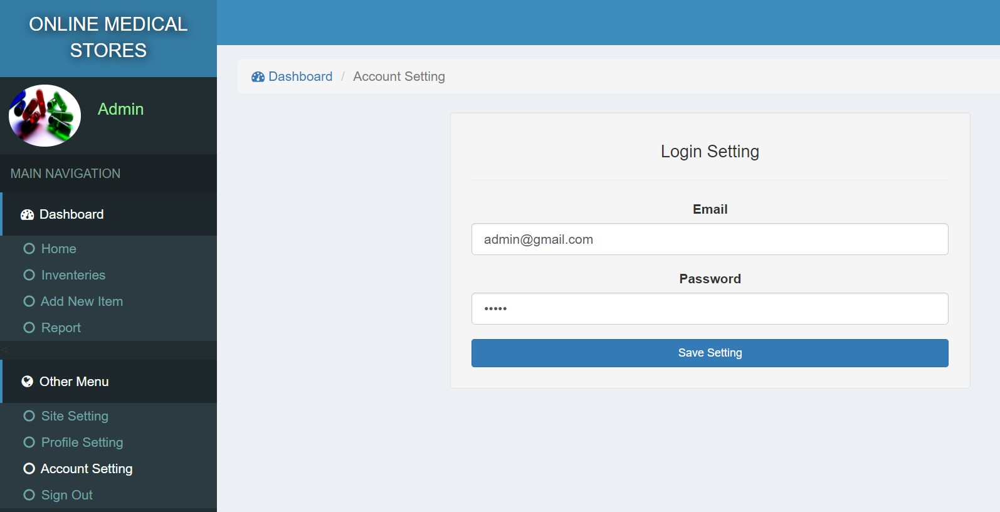 ONLINE MEDICAL
STORES
Admin
MAIN NAVIGATION
Dashboard
Home
Inventeries
Add New Item
Report
<
Other Menu
Site Setting
Profile Setting
Account Setting
Sign Out
Dashboard / Account Setting
Login Setting
Email
admin@gmail.com
Password
•••••
Save Setting